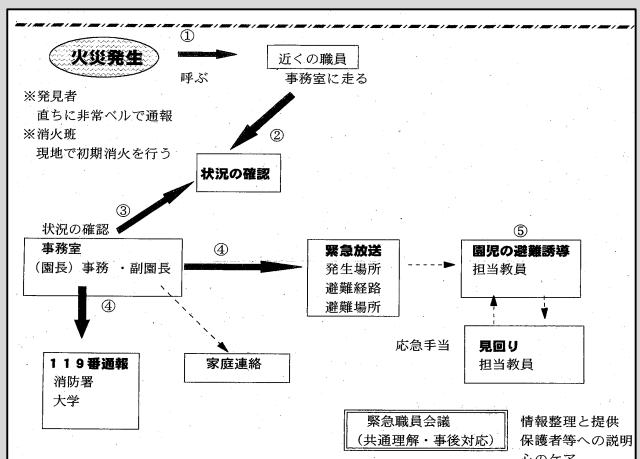 火災発生
①
呼ぶ
近くの職員
事務室に走る
※発見者
直ちに非常ベルで通報
※消火班
現地で初期消火を行う
②
状況の確認
③
状況の確認
事務室
（園長）事務 ・副園長
④
緊急放送
発生場所
避難経路
避難場所
⑤
園児の避難誘導
担当教員
④
119番通報
消防署
大学
家庭連絡
応急手当
見回り
担当教員
緊急職員会議
（共通理解・事後対応）
情報整理と提供
保護者等への説明
心のケア